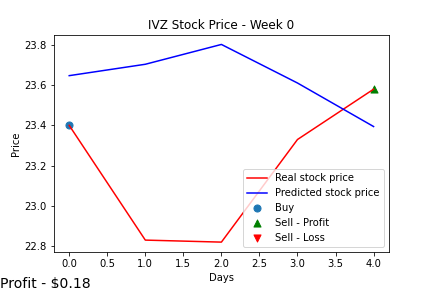 IVZ Stock Price - Week 0
Price
23.8
23.6
23.4
23.2
23.0
22.8
Real stock price
Predicted stock price
Buy
Sell - Profit
Sell - Loss
0.0 0.5 1.0 1.5 2.0 2.5 3.0 3.5 4.0
Days
Profit - $0.18